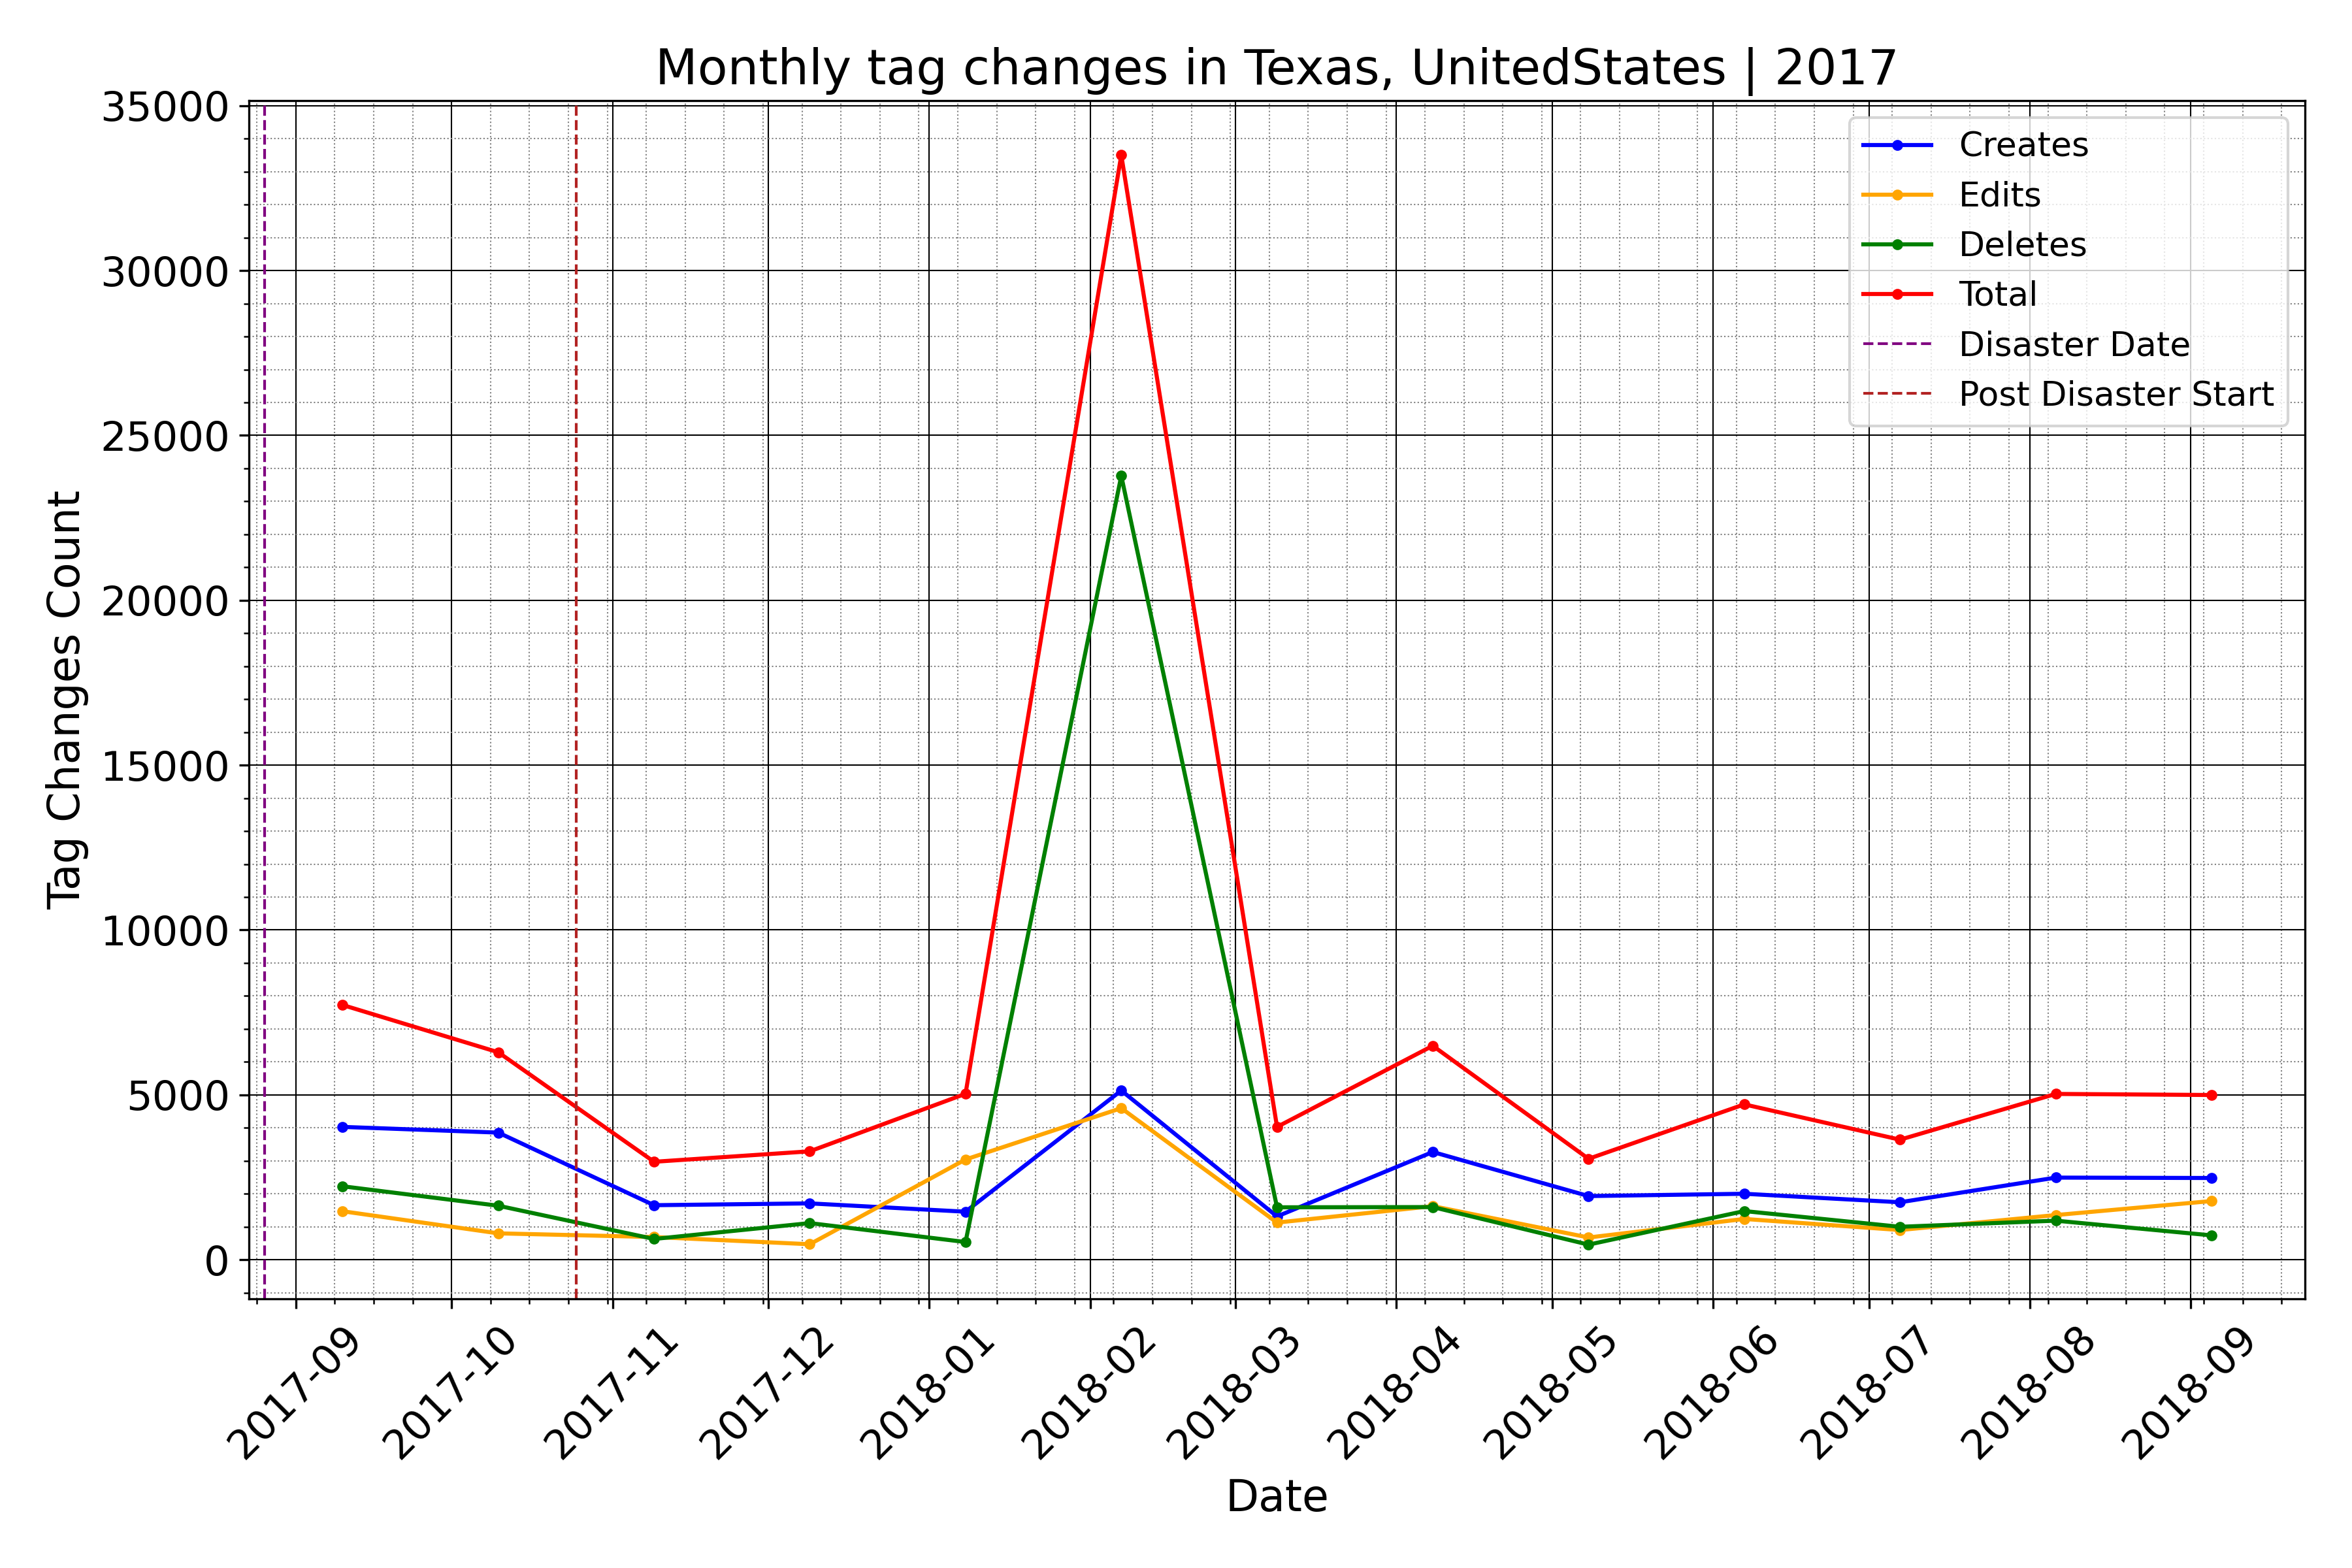 Monthly tag changes in Texas, UnitedStates | 2017
35000
30000
25000
20000
15000
10000
5000
0
Tag Changes Count
Creates
Edits
Deletes
Total
Disaster Date
Post Disaster Start
2017-09
2017-10
2017-11
2017-12
2018-01
2018-02
2018-03
2018-04
2018-05
2018-06
2018-07
2018-08
2018-09
Date